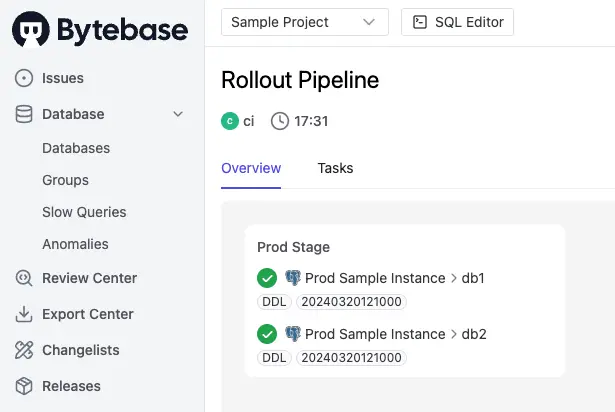 Bytebase
Issues
Database
Databases
Groups
Slow Queries
Anomalies
Review Center
Export Center
Changelists
Releases
Sample Project
SQL Editor
Rollout Pipeline
c ci 17:31
Overview Tasks
Prod Stage
Prod Sample Instance > db1
DDL 20240320121000
Prod Sample Instance > db2
DDL 20240320121000